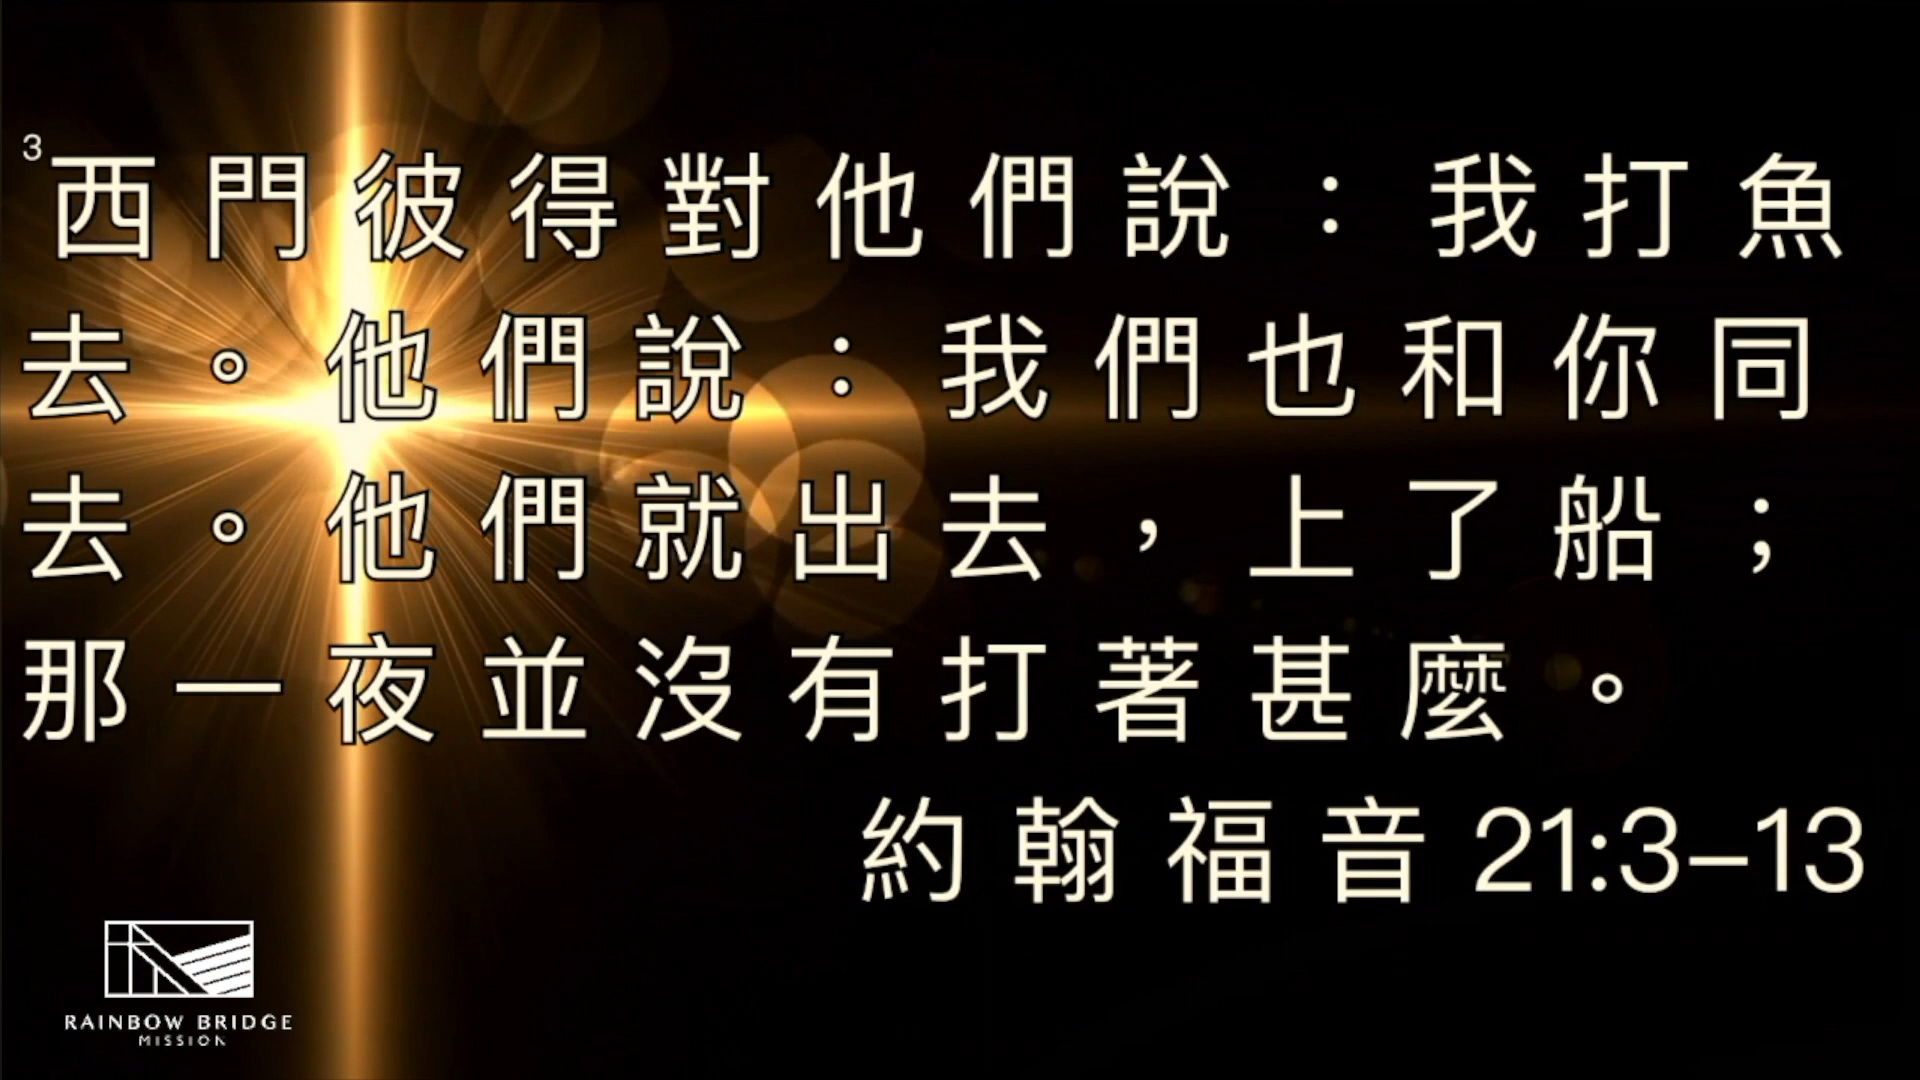 3西門彼得對他們說：我打魚
去。他們說：我們也和你同
去。他們就出去，上了船；
那一夜並沒有打著甚麼。
約翰福音21:3–13
RAINBOW BRIDGE
MISSION